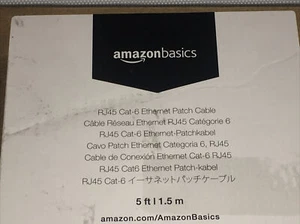 amazonbasics
RJ45 Cat-6 Ethernet Patch Cable
Câble Réseau Ethernet RJ45 Catégorie 6
RJ45 Cat-6 Ethernet-Patchkabel
Cavo Patch Ethernet Categoria 6, RJ45
Cable de Conexión Ethernet Cat-6 RJ45
RJ45 Cat6 Ethernet Patch-kabel
RJ45 Cat-6 イーサネットパッチケーブル
5 ft | 1.5 m
amazon.com/AmazonBasics